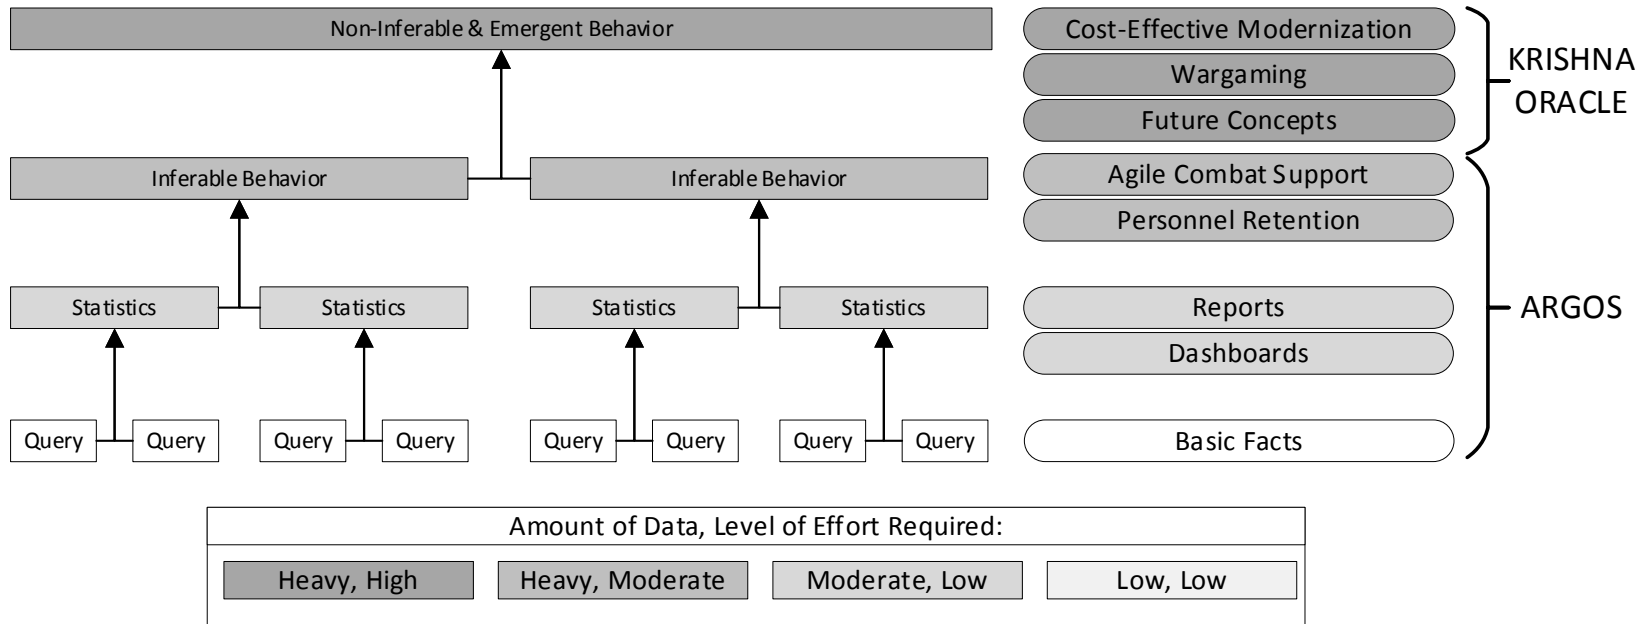 Non-Inferable & Emergent Behavior
Cost-Effective Modernization
Wargaming
Future Concepts
KRISHNA
ORACLE
Inferable Behavior
Inferable Behavior
Agile Combat Support
Personnel Retention
Statistics
Statistics
Statistics
Statistics
Reports
Dashboards
ARGOS
Query
Query
Query
Query
Query
Query
Query
Query
Basic Facts
Amount of Data, Level of Effort Required:
Heavy, High
Heavy, Moderate
Moderate, Low
Low, Low